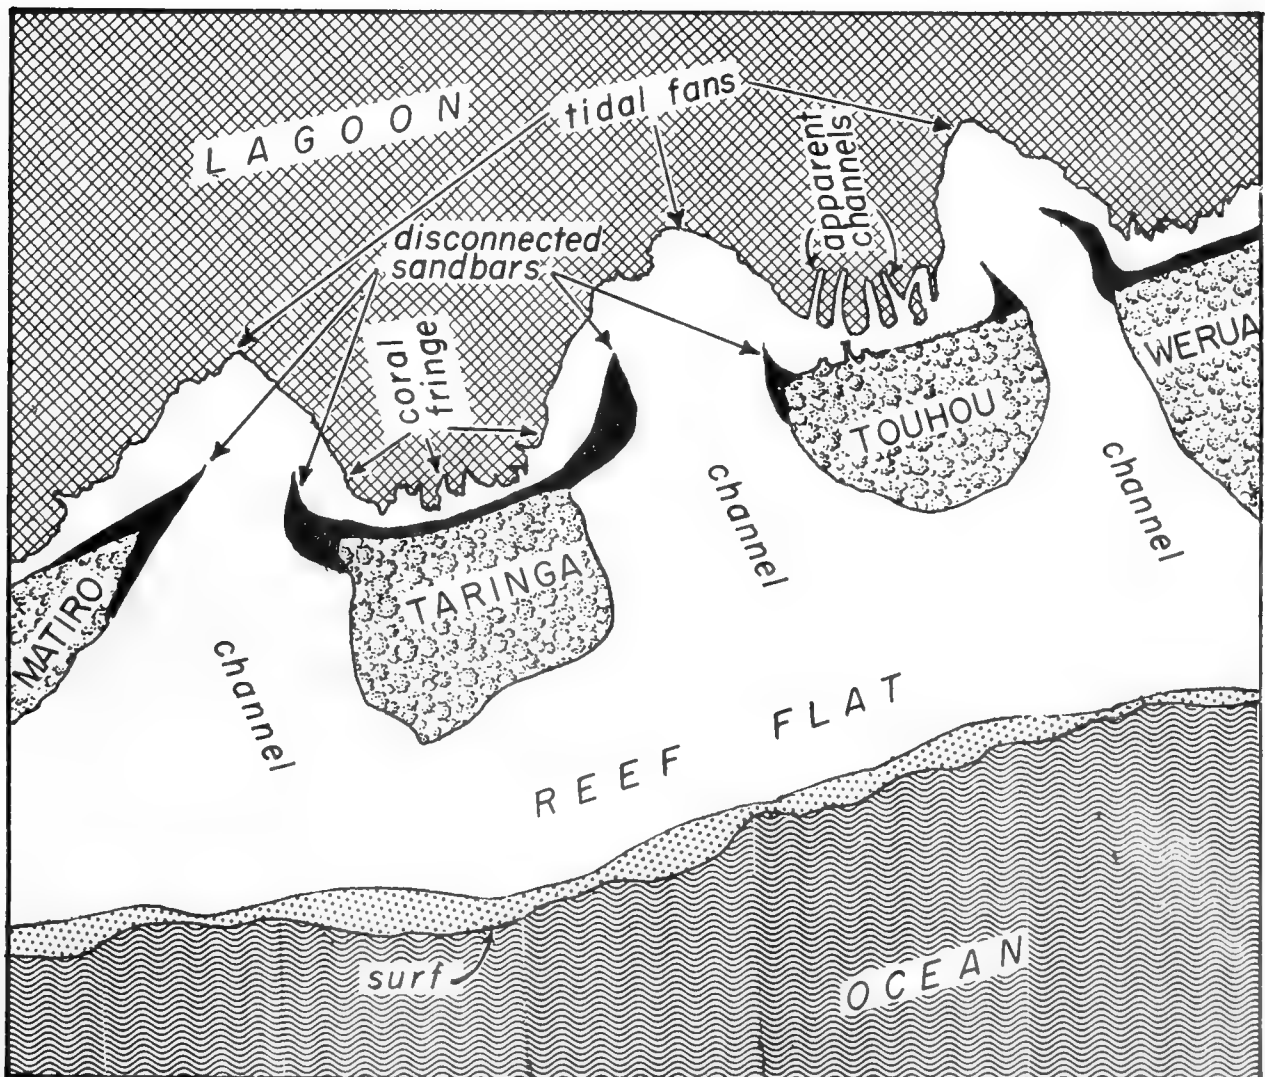 LAGOON
tidal fans
apparent
channels
disconnected
sandbars
coral
fringe
WERUA
TOUHOU
channel
channel
TARINGA
MATIRO
channel
REEF FLAT
surf
OCEAN